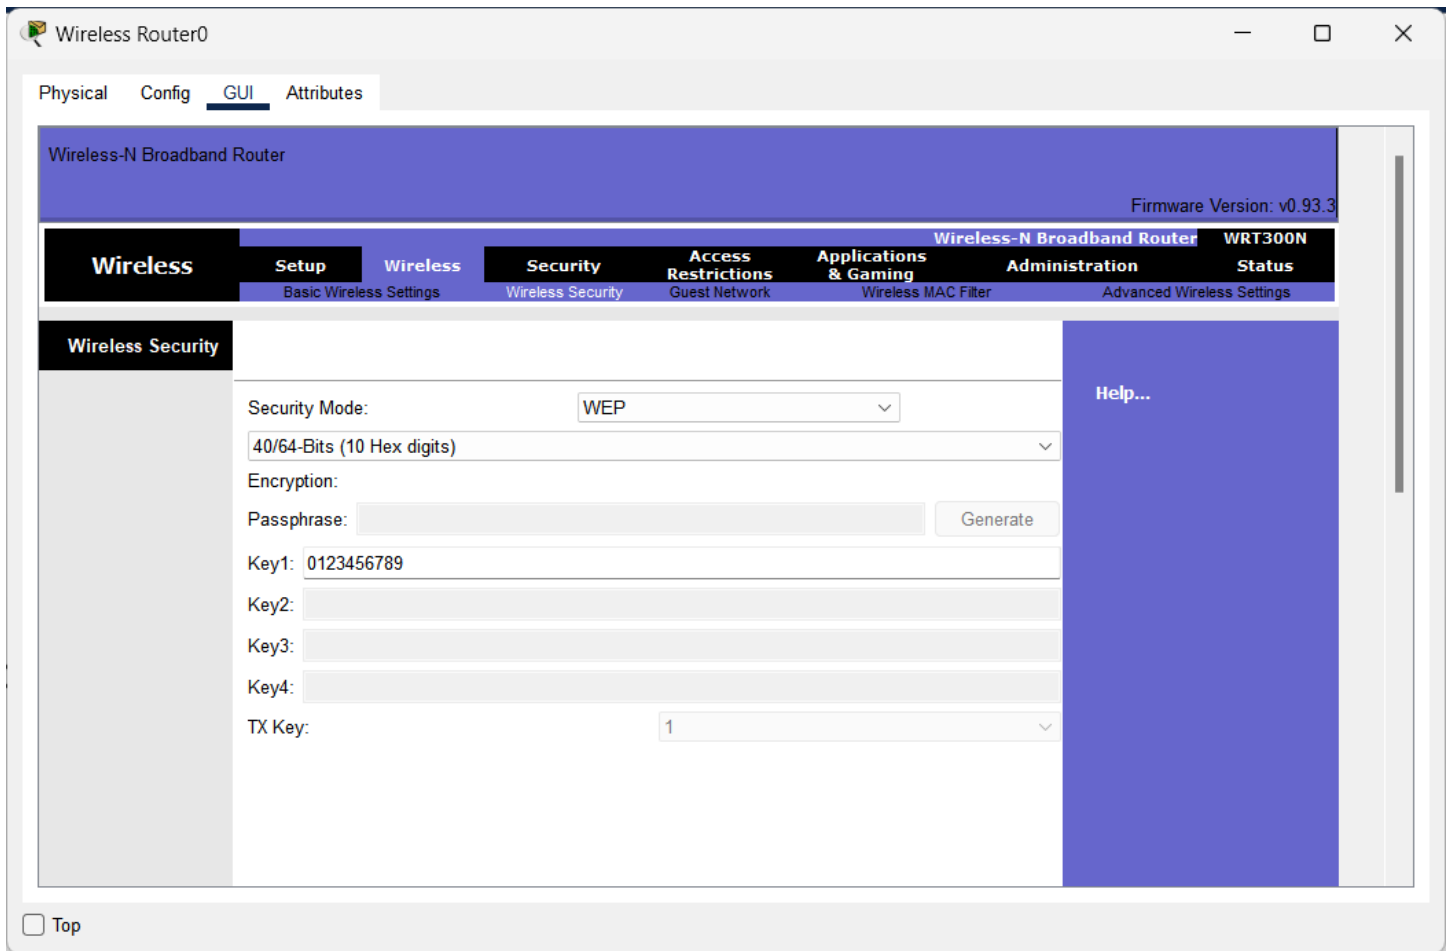 Wireless Router0
Physical Config GUI Attributes
Wireless-N Broadband Router
Firmware Version: v0.93.3
Wireless-N Broadband Router WRT300N
Wireless
Setup Wireless Security Access Restrictions Applications & Gaming Administration Status
Basic Wireless Settings Wireless Security Guest Network Wireless MAC Filter Advanced Wireless Settings
Wireless Security
Help...
Security Mode: WEP
40/64-Bits (10 Hex digits)
Encryption:
Passphrase: Generate
Key1: 0123456789
Key2:
Key3:
Key4:
TX Key: 1
Top